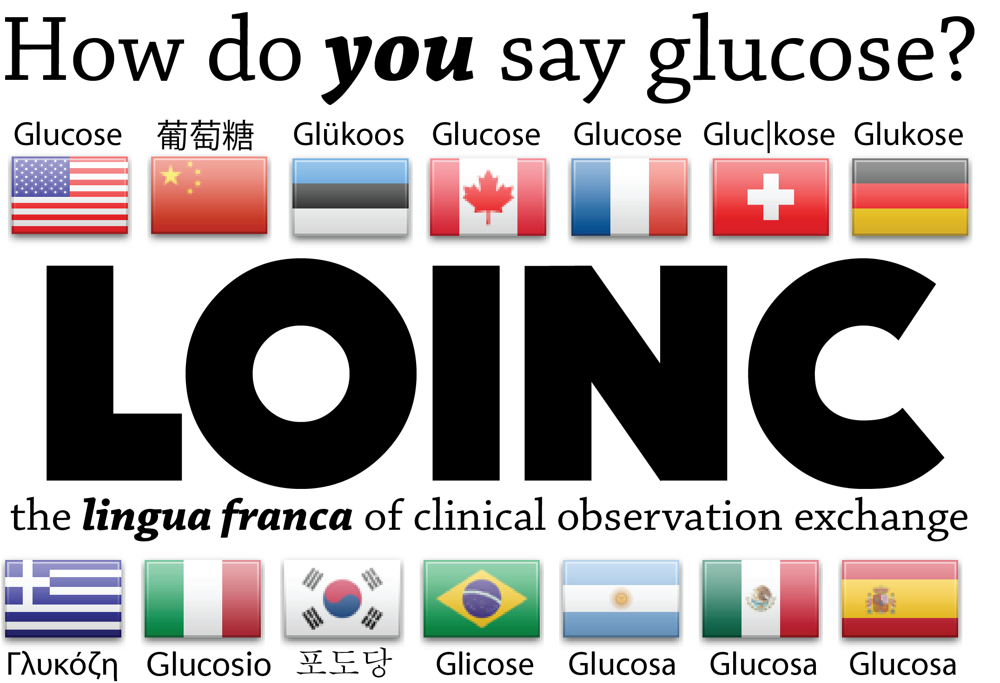 How do you say glucose?
Glucose 葡萄糖 Glükoos Glucose Glucose Gluc|kose Glukose
LOINC
the lingua franca of clinical observation exchange
Γλυκόζη Glucosio 포도당 Glicose Glucosa Glucosa Glucosa